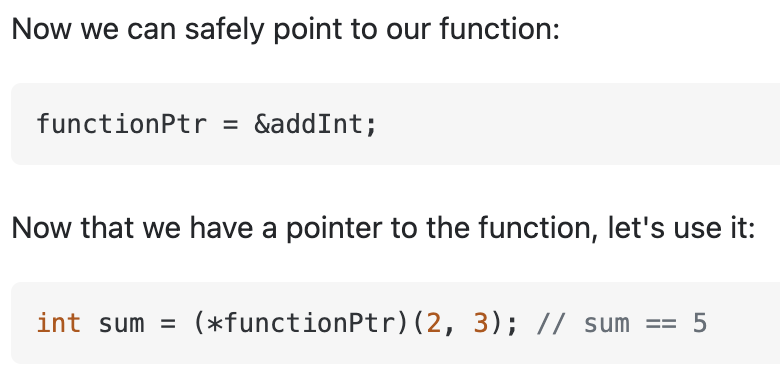 Now we can safely point to our function:
functionPtr = &addInt;
Now that we have a pointer to the function, let's use it:
int sum = (*functionPtr)(2, 3); // sum == 5